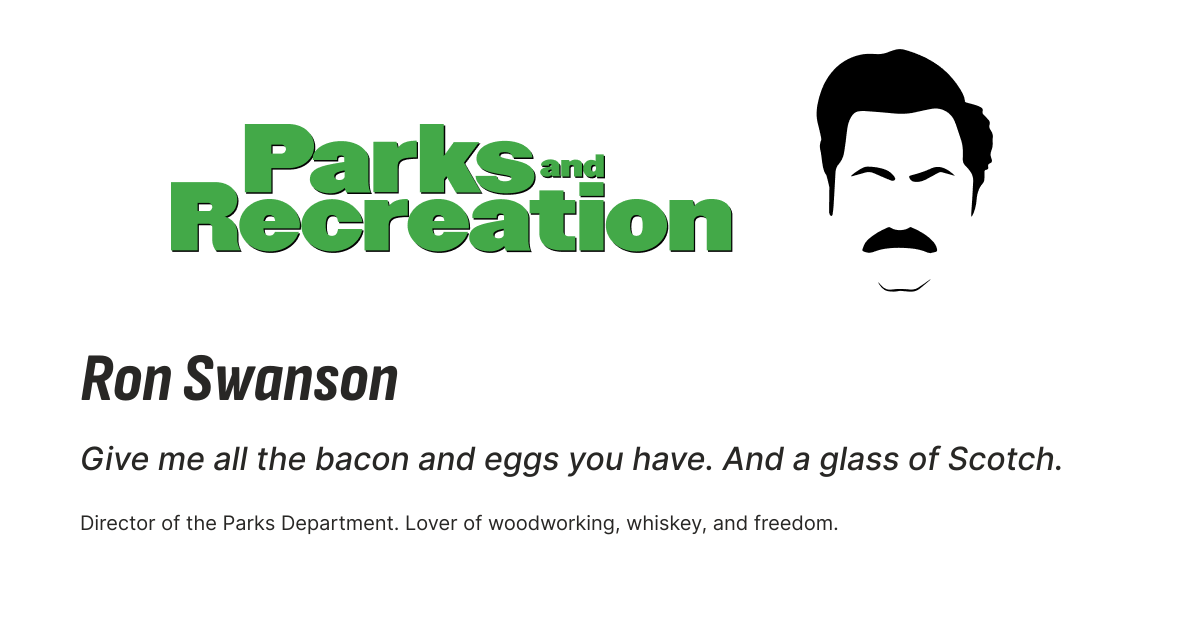 Parks and
Recreation
Ron Swanson
Give me all the bacon and eggs you have. And a glass of Scotch.
Director of the Parks Department. Lover of woodworking, whiskey, and freedom.